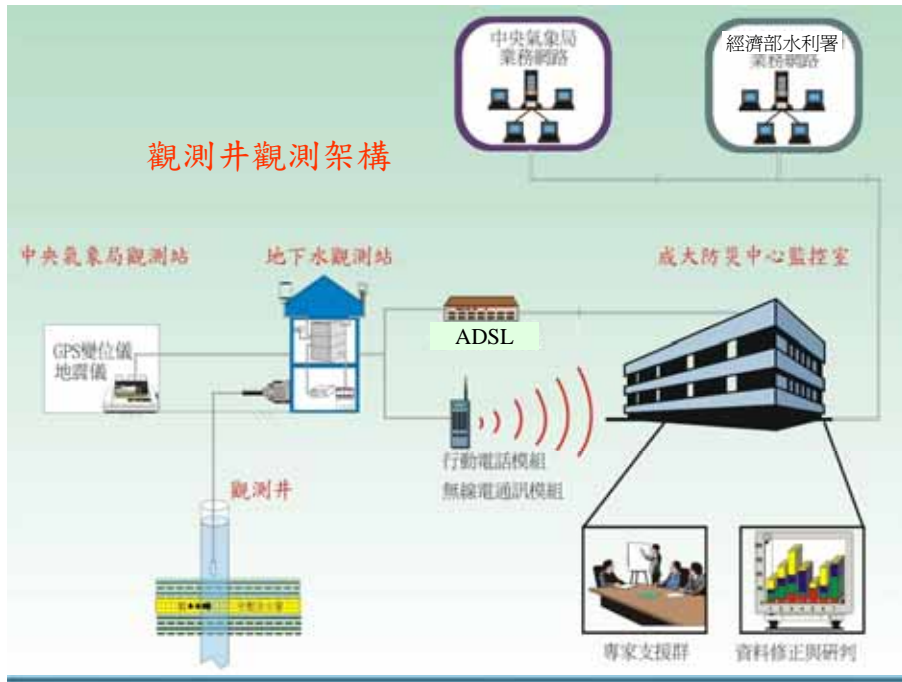 中央氣象局
業務網路
經濟部水利署
業務網路
觀測井觀測架構
中央氣象局觀測站
地下水觀測站
成大防災中心監控室
GPS變位儀
地震儀
ADSL
行動電話模組
無線電通訊模組
觀測井
專家支援群
資料修正與研判